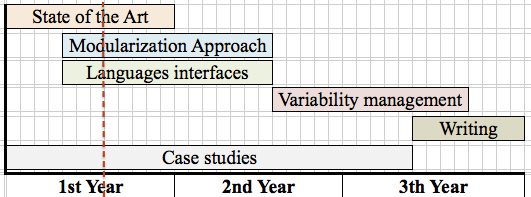 State of the Art
Modularization Approach
Languages interfaces
Variability management
Writing
Case studies
1st Year 2nd Year 3th Year